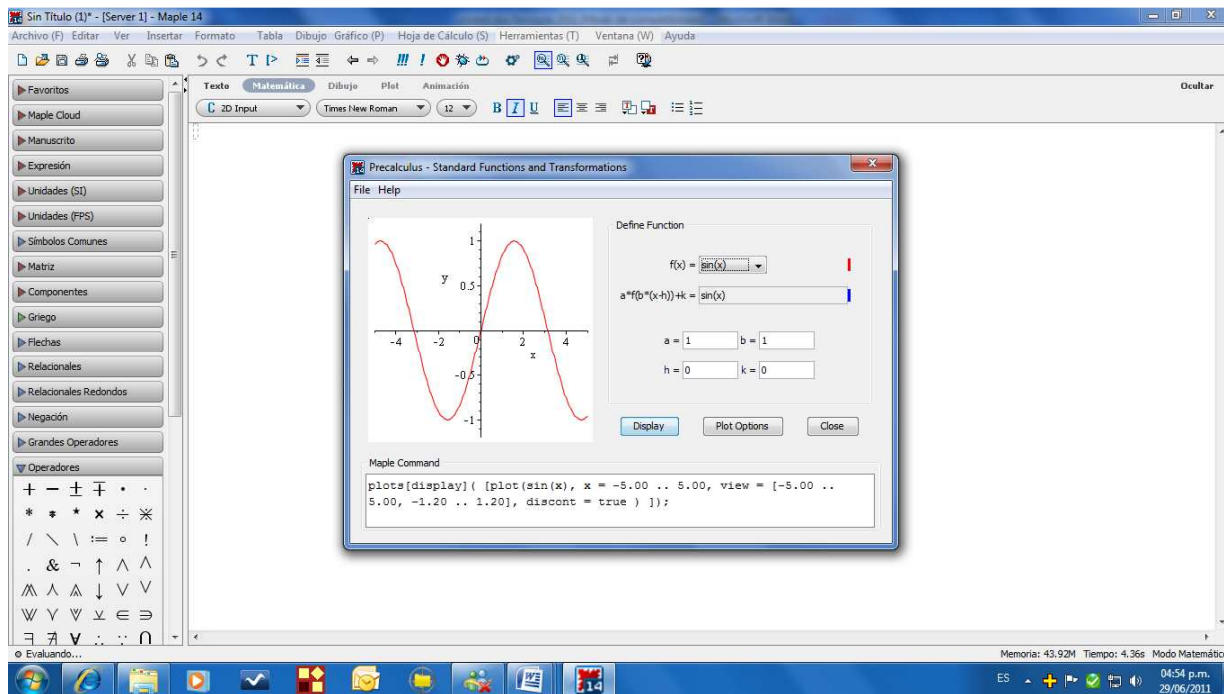 Sin Título (1)* - [Server 1] - Maple 14
Archivo (F) Editar Ver Insertar Formato Tabla Dibujo Gráfico (P) Hoja de Cálculo (S) Herramientas (T) Ventana (W) Ayuda
Texto Matemática Dibujo Plot Animación Ocultar
C 2D Input Times New Roman 12 B I U
Favoritos
Maple Cloud
Manuscrito
Expresión
Unidades (SI)
Unidades (FPS)
Símbolos Comunes
Matriz
Componentes
Griego
Flechas
Relacionales
Relacionales Redondos
Negación
Grandes Operadores
Operadores
+ − ± ∓ • ·
* ⁎ ⋆ × ÷ ⋇
/ ╲ \ := ∘ !
. & ¬ ↑ ∧ ∧
⩕ ⋏ ⩓ ↓ ∨ ∨
W ⋎ ⩔ ⊻ ∈ ∋
∃ ∄ ∀ ∴ ∵ ∩
Precalculus - Standard Functions and Transformations
File Help
1
y
0.5
-4 -2 0 2 4
x
-0.5
-1
Define Function
f(x) = sin(x)
a*f(b*(x-h))+k = sin(x)
a = 1 b = 1
h = 0 k = 0
Display Plot Options Close
Maple Command
plots[display]( [plot(sin(x), x = -5.00 .. 5.00, view = [-5.00 ..
5.00, -1.20 .. 1.20], discont = true ) ]);
Evaluando...
Memoria: 43.92M Tiempo: 4.36s Modo Matemátic
14
ES
04:54 p.m.
29/06/2011